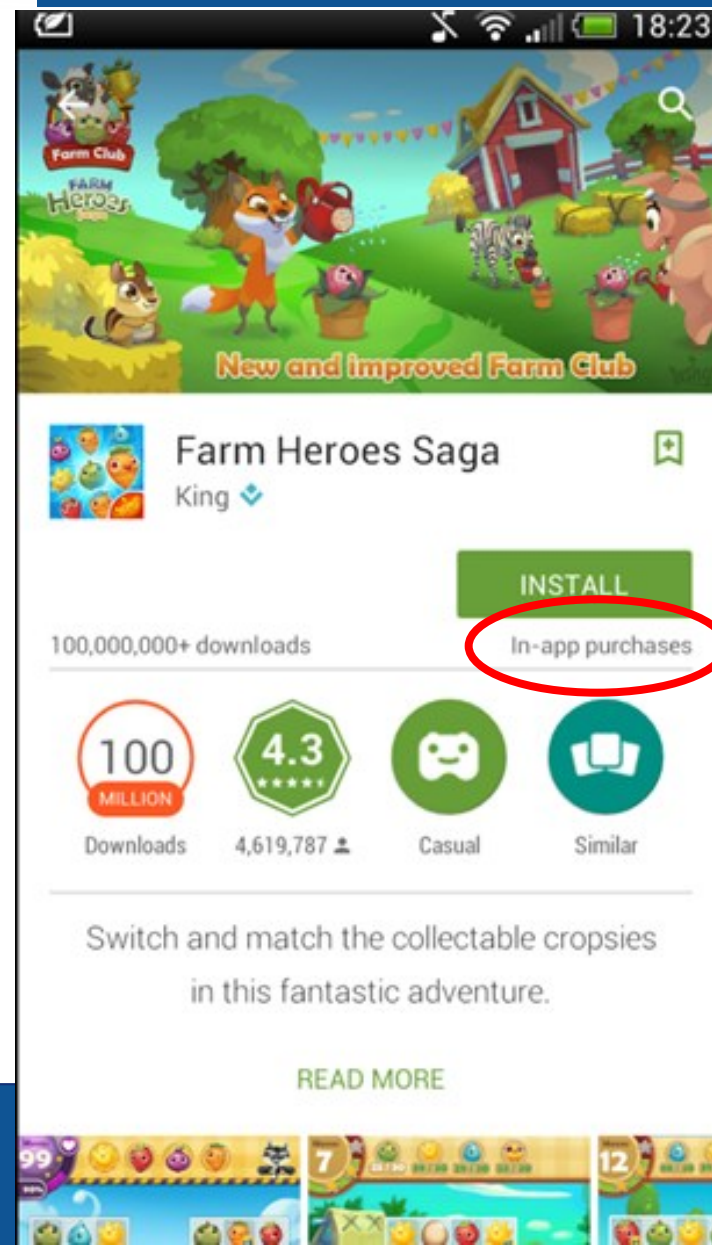 18:23
Farm Club
FARM
Heroes
SAGA
New and improved Farm Club
Farm Heroes Saga
King
INSTALL
100,000,000+ downloads
In-app purchases
100
MILLION
Downloads
4.3
4,619,787
Casual
Similar
Switch and match the collectable cropsies
in this fantastic adventure.
READ MORE
99
7
12